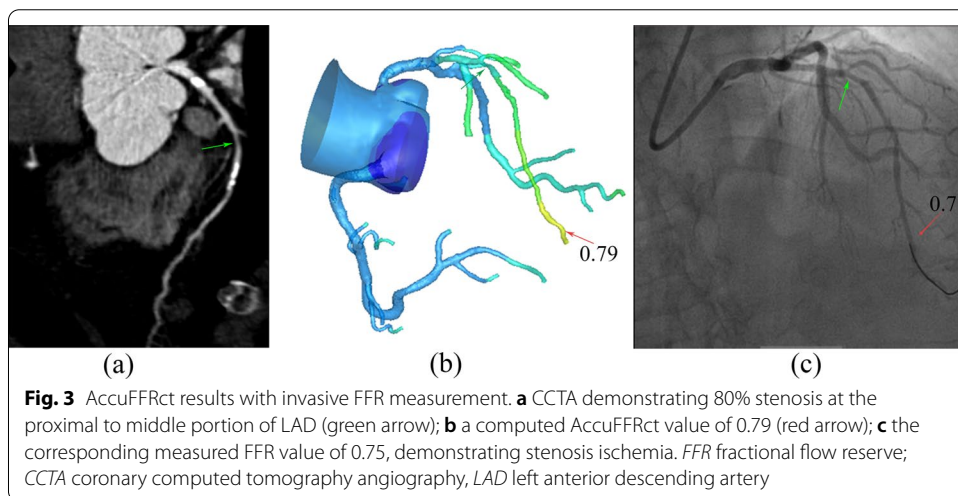 0.79
0.7
(a)
(b)
(c)
Fig. 3 AccuFFRct results with invasive FFR measurement. a CCTA demonstrating 80% stenosis at the
proximal to middle portion of LAD (green arrow); b a computed AccuFFRct value of 0.79 (red arrow); c the
corresponding measured FFR value of 0.75, demonstrating stenosis ischemia. FFR fractional flow reserve;
CCTA coronary computed tomography angiography, LAD left anterior descending artery